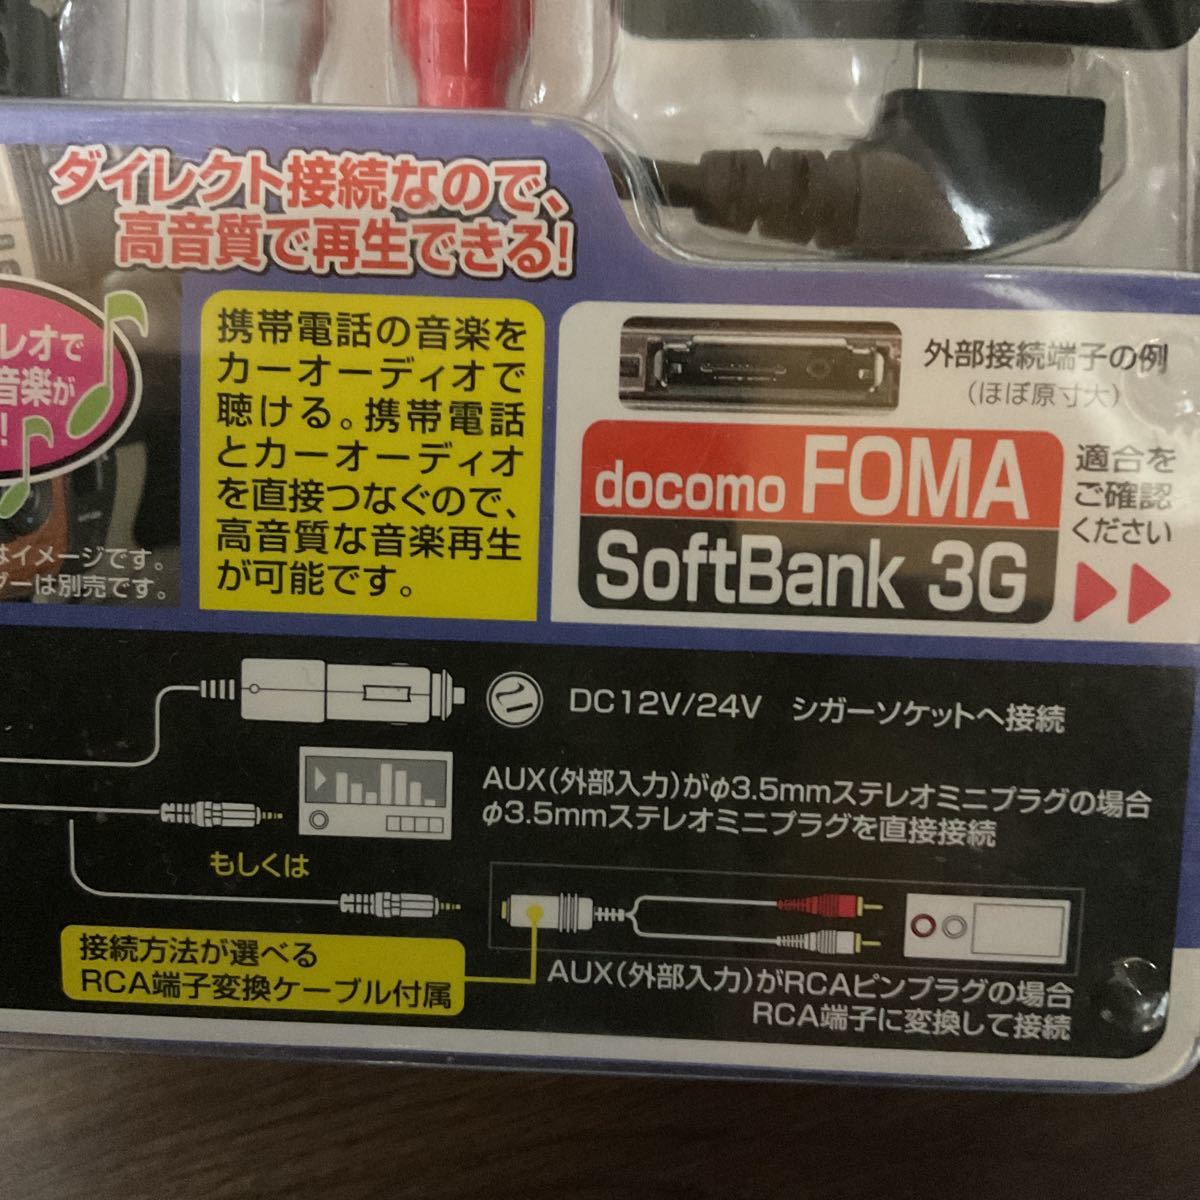 ダイレクト接続なので、
高音質で再生できる!
レオで
音楽が
!
はイメージです。
ダーは別売です。
携帯電話の音楽を
カーオーディオで
聴ける。携帯電話
とカーオーディオ
を直接つなぐので、
高音質な音楽再生
が可能です。
外部接続端子の例
(ほぼ原寸大)
docomo FOMA
SoftBank 3G
適合を
ご確認
ください
DC12V/24V シガーソケットへ接続
AUX(外部入力)がφ3.5mmステレオミニプラグの場合
φ3.5mmステレオミニプラグを直接接続
もしくは
接続方法が選べる
RCA端子変換ケーブル付属
AUX(外部入力)がRCAピンプラグの場合
RCA端子に変換して接続